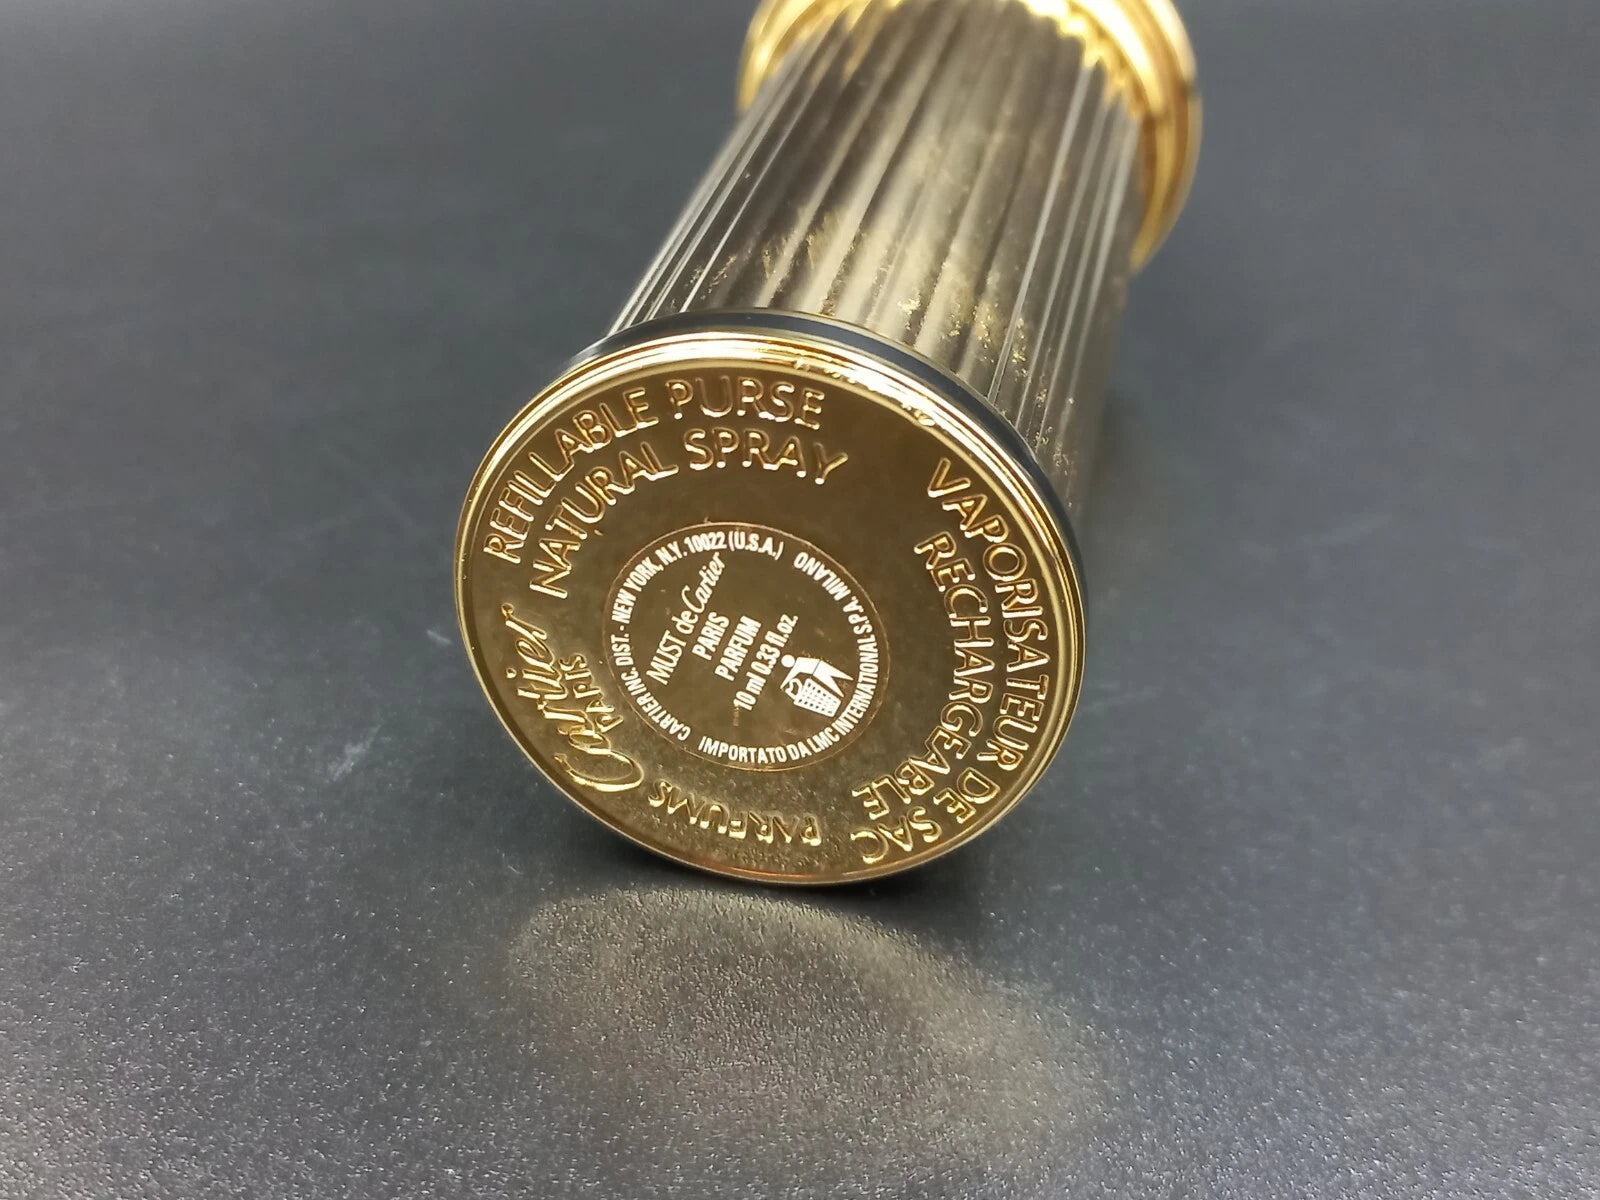 REFILLABLE PURSE
NATURAL SPRAY
VAPORISATEUR DE SAC
RECHARGEABLE
PARFUMS
Cartier
PARIS
CARTIER INC. DIST. - NEW YORK, N.Y. 10022 (U.S.A.)
IMPORTATO DA LMC INTERNATIONAL S.P.A. MILANO
MUST de Cartier
PARIS
PARFUM
10 ml 0.33 fl.oz.